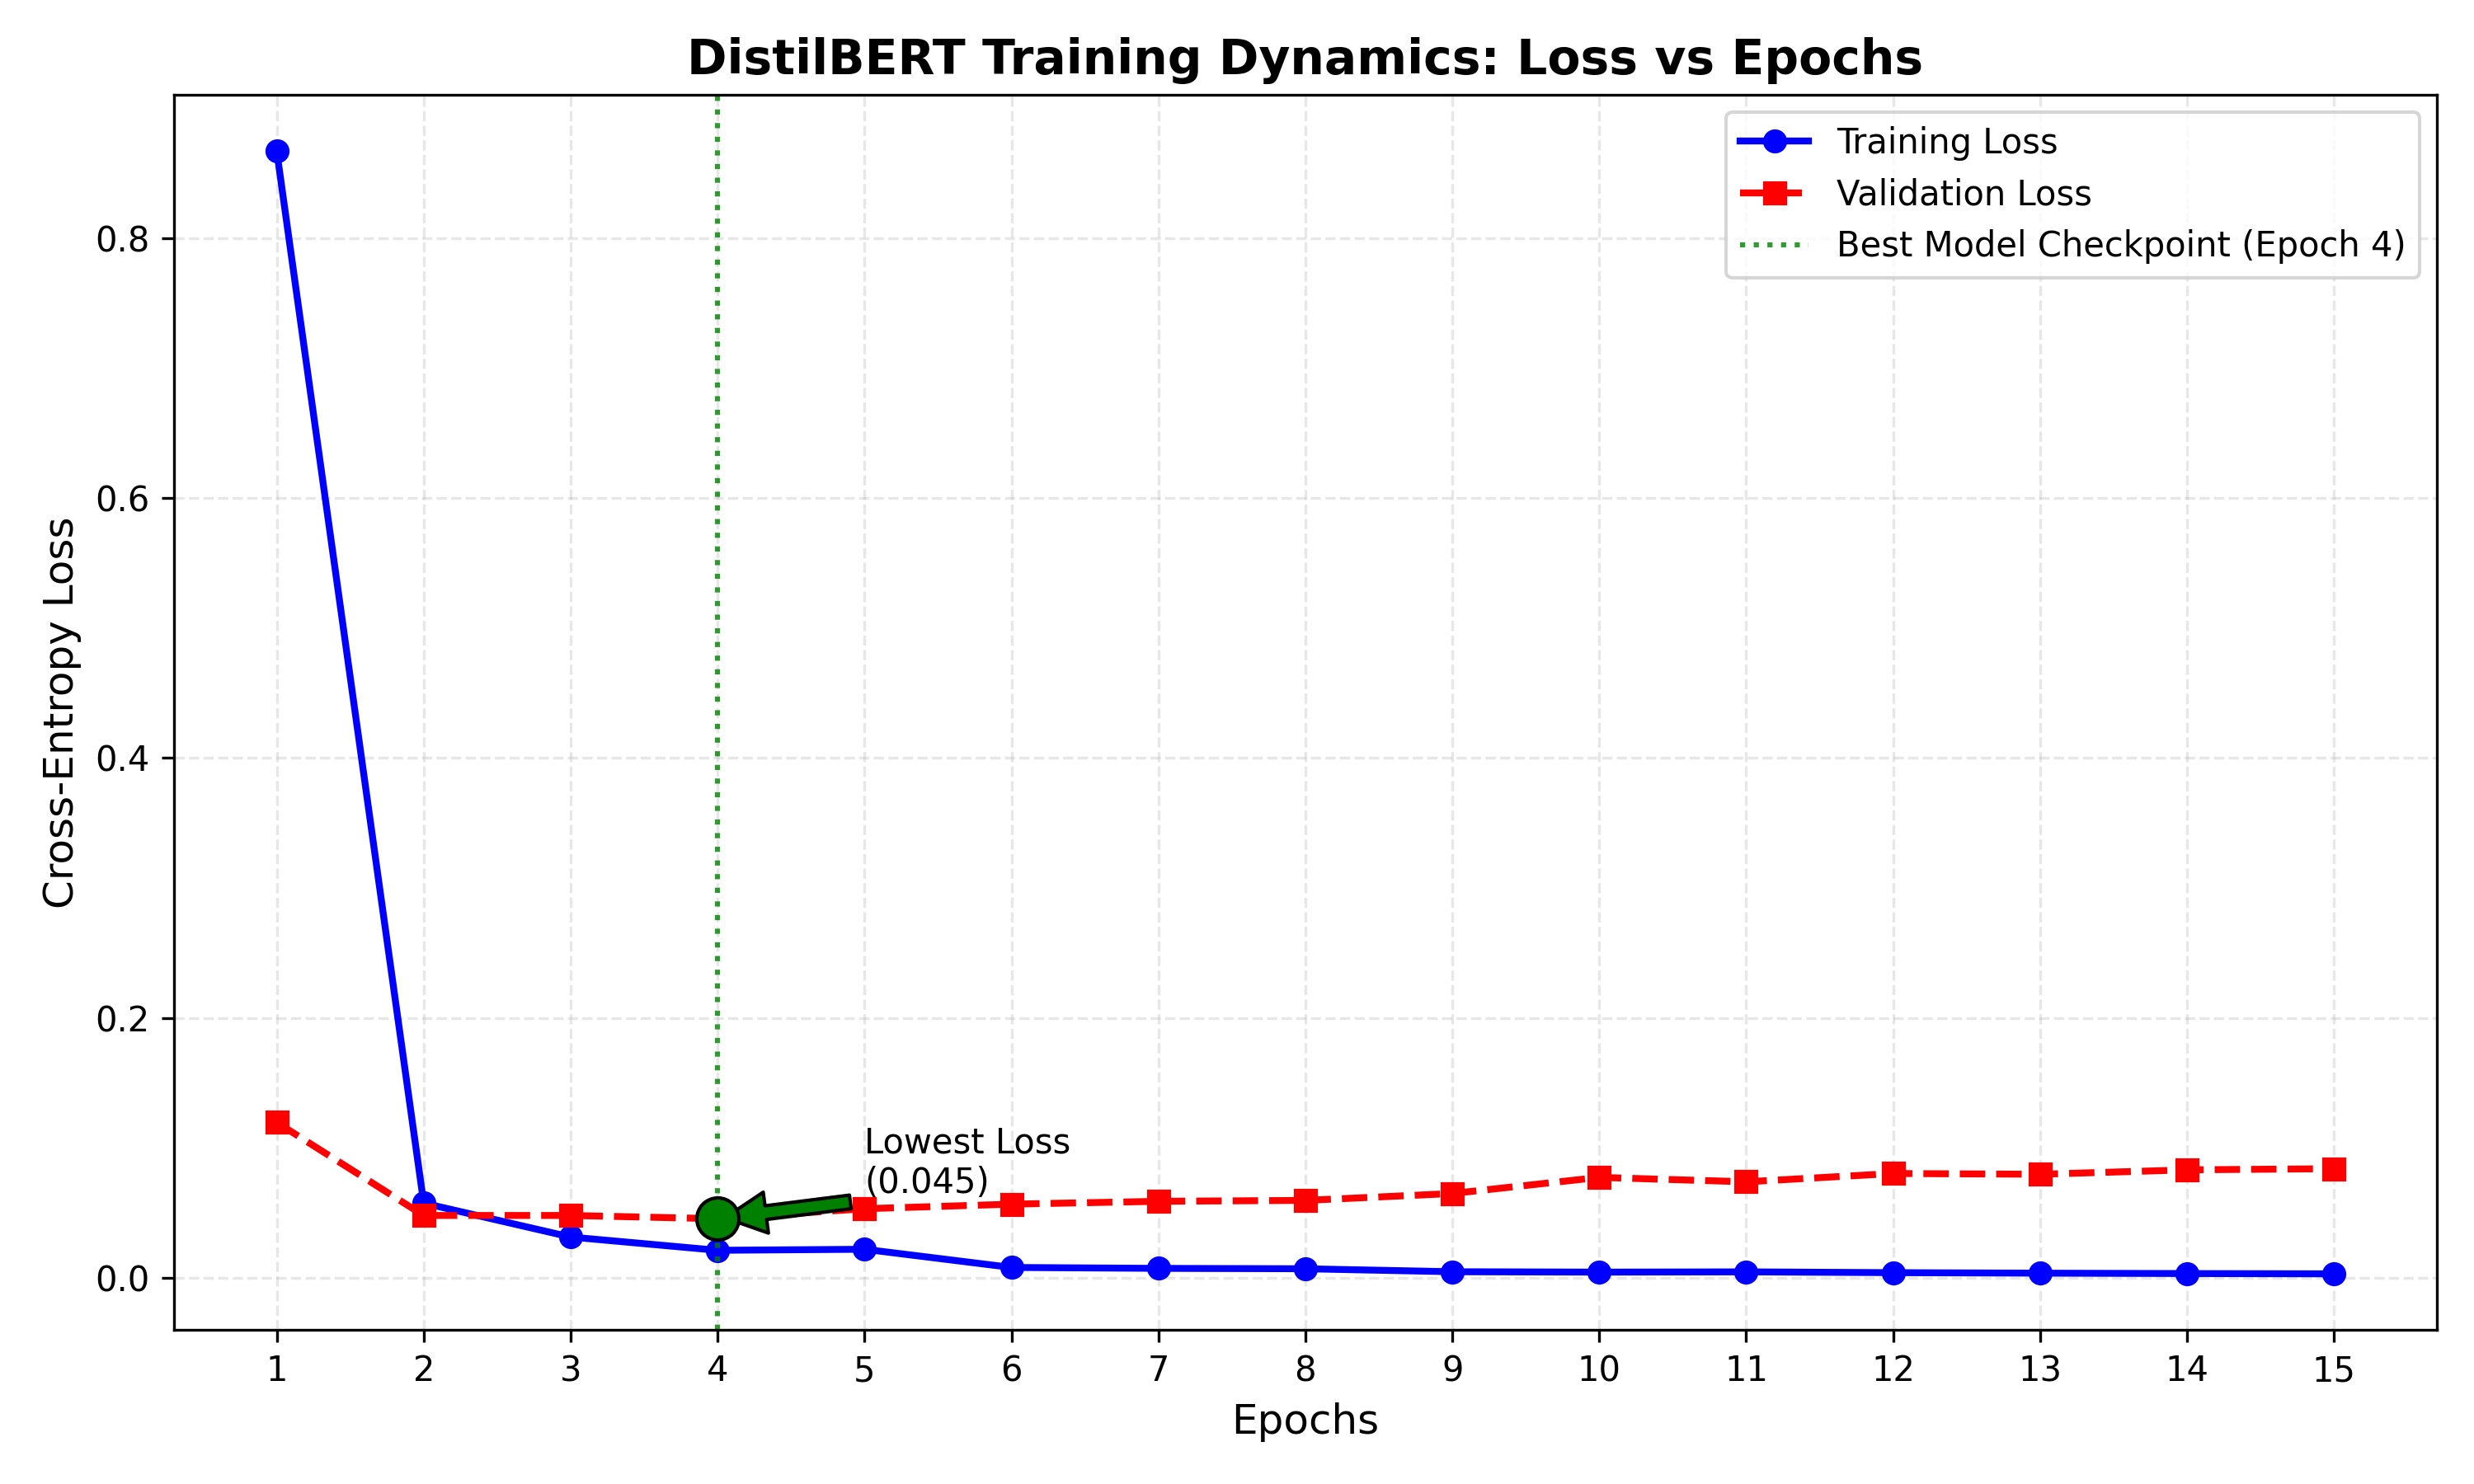 DistilBERT Training Dynamics: Loss vs Epochs
Training Loss
Validation Loss
Best Model Checkpoint (Epoch 4)
Cross-Entropy Loss
0.8
0.6
0.4
0.2
0.0
Lowest Loss
(0.045)
1 2 3 4 5 6 7 8 9 10 11 12 13 14 15
Epochs